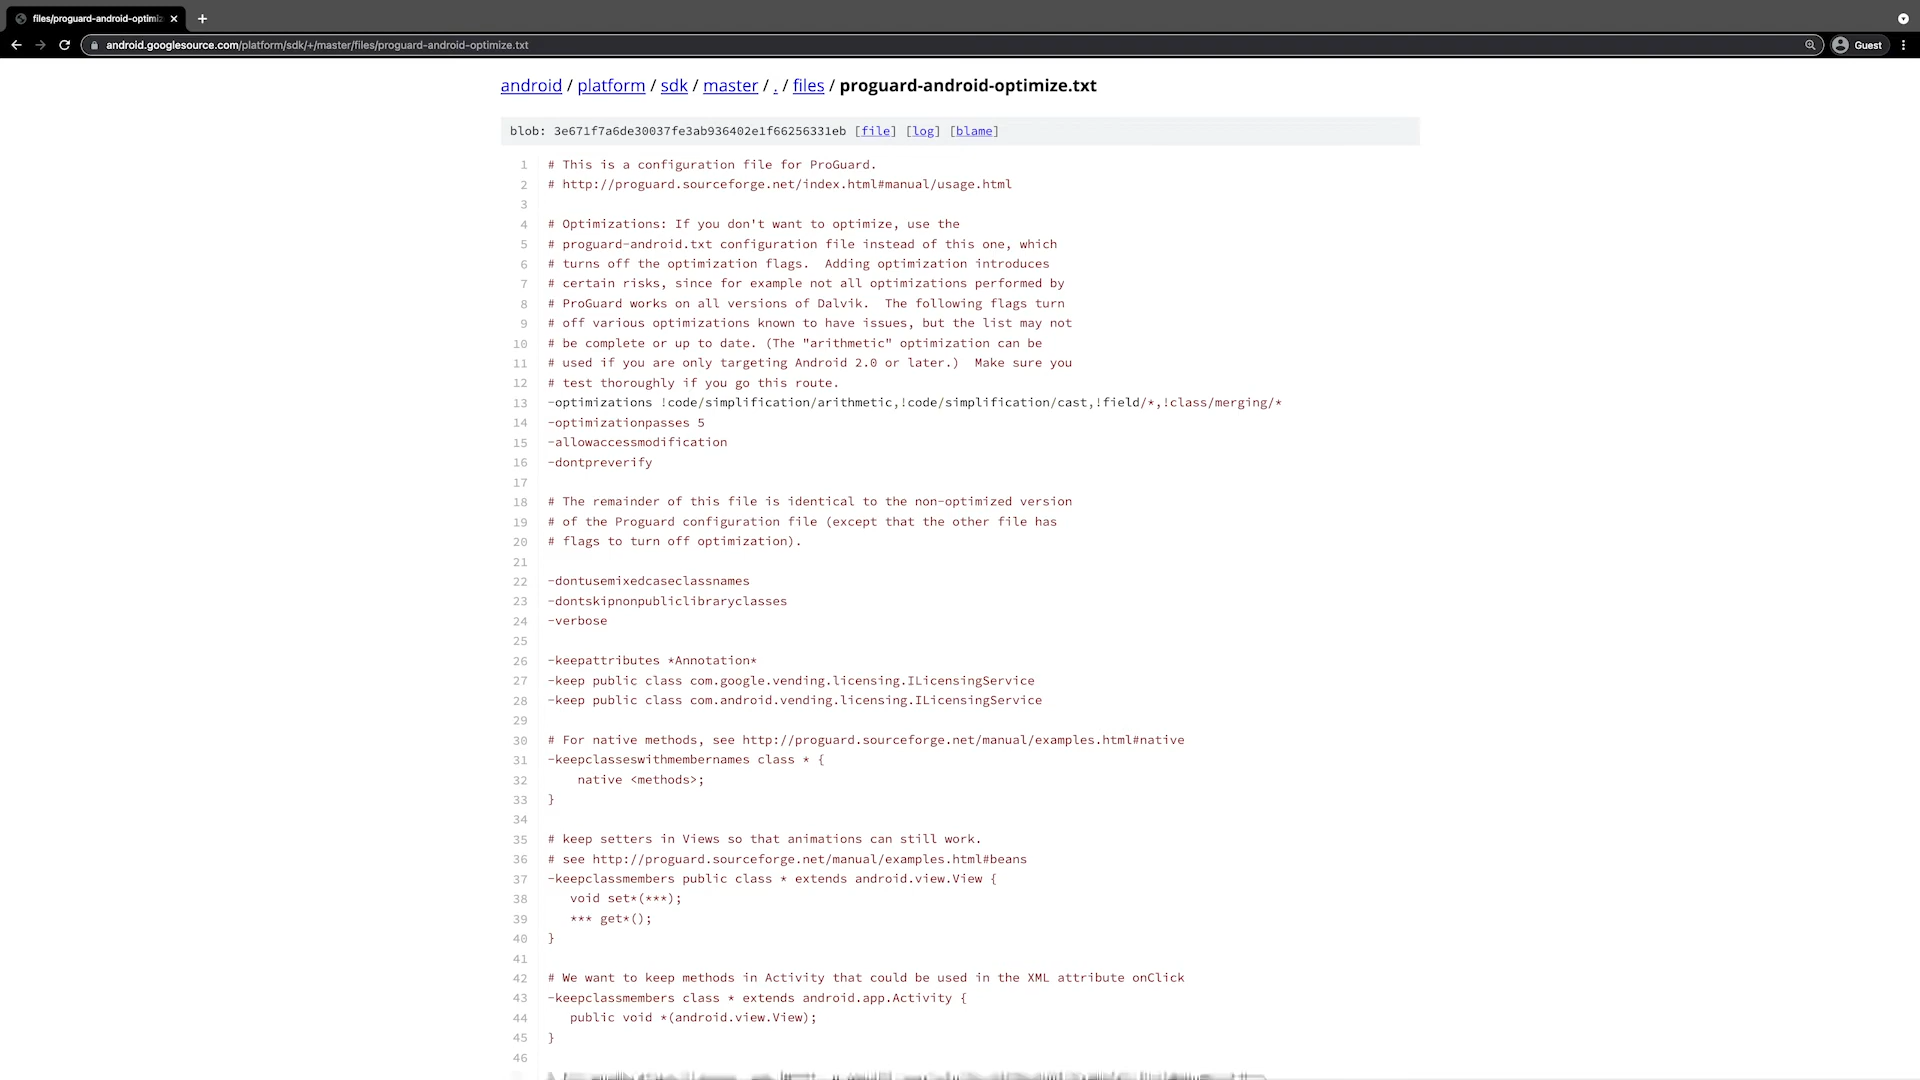 files/proguard-android-optimiz
android.googlesource.com/platform/sdk/+/master/files/proguard-android-optimize.txt
Guest
android / platform / sdk / master / . / files / proguard-android-optimize.txt
blob: 3e671f7a6de30037fe3ab936402e1f66256331eb [file] [log] [blame]
1 # This is a configuration file for ProGuard.
2 # http://proguard.sourceforge.net/index.html#manual/usage.html
3
4 # Optimizations: If you don't want to optimize, use the
5 # proguard-android.txt configuration file instead of this one, which
6 # turns off the optimization flags.  Adding optimization introduces
7 # certain risks, since for example not all optimizations performed by
8 # ProGuard works on all versions of Dalvik.  The following flags turn
9 # off various optimizations known to have issues, but the list may not
10 # be complete or up to date. (The "arithmetic" optimization can be
11 # used if you are only targeting Android 2.0 or later.)  Make sure you
12 # test thoroughly if you go this route.
13 -optimizations !code/simplification/arithmetic,!code/simplification/cast,!field/*,!class/merging/*
14 -optimizationpasses 5
15 -allowaccessmodification
16 -dontpreverify
17
18 # The remainder of this file is identical to the non-optimized version
19 # of the Proguard configuration file (except that the other file has
20 # flags to turn off optimization).
21
22 -dontusemixedcaseclassnames
23 -dontskipnonpubliclibraryclasses
24 -verbose
25
26 -keepattributes *Annotation*
27 -keep public class com.google.vending.licensing.ILicensingService
28 -keep public class com.android.vending.licensing.ILicensingService
29
30 # For native methods, see http://proguard.sourceforge.net/manual/examples.html#native
31 -keepclasseswithmembernames class * {
32     native <methods>;
33 }
34
35 # keep setters in Views so that animations can still work.
36 # see http://proguard.sourceforge.net/manual/examples.html#beans
37 -keepclassmembers public class * extends android.view.View {
38    void set*(***);
39    *** get*();
40 }
41
42 # We want to keep methods in Activity that could be used in the XML attribute onClick
43 -keepclassmembers class * extends android.app.Activity {
44    public void *(android.view.View);
45 }
46